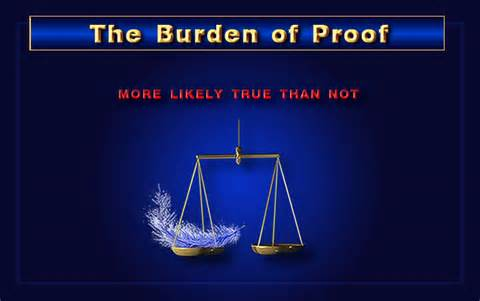 The Burden of Proof
MORE LIKELY TRUE THAN NOT